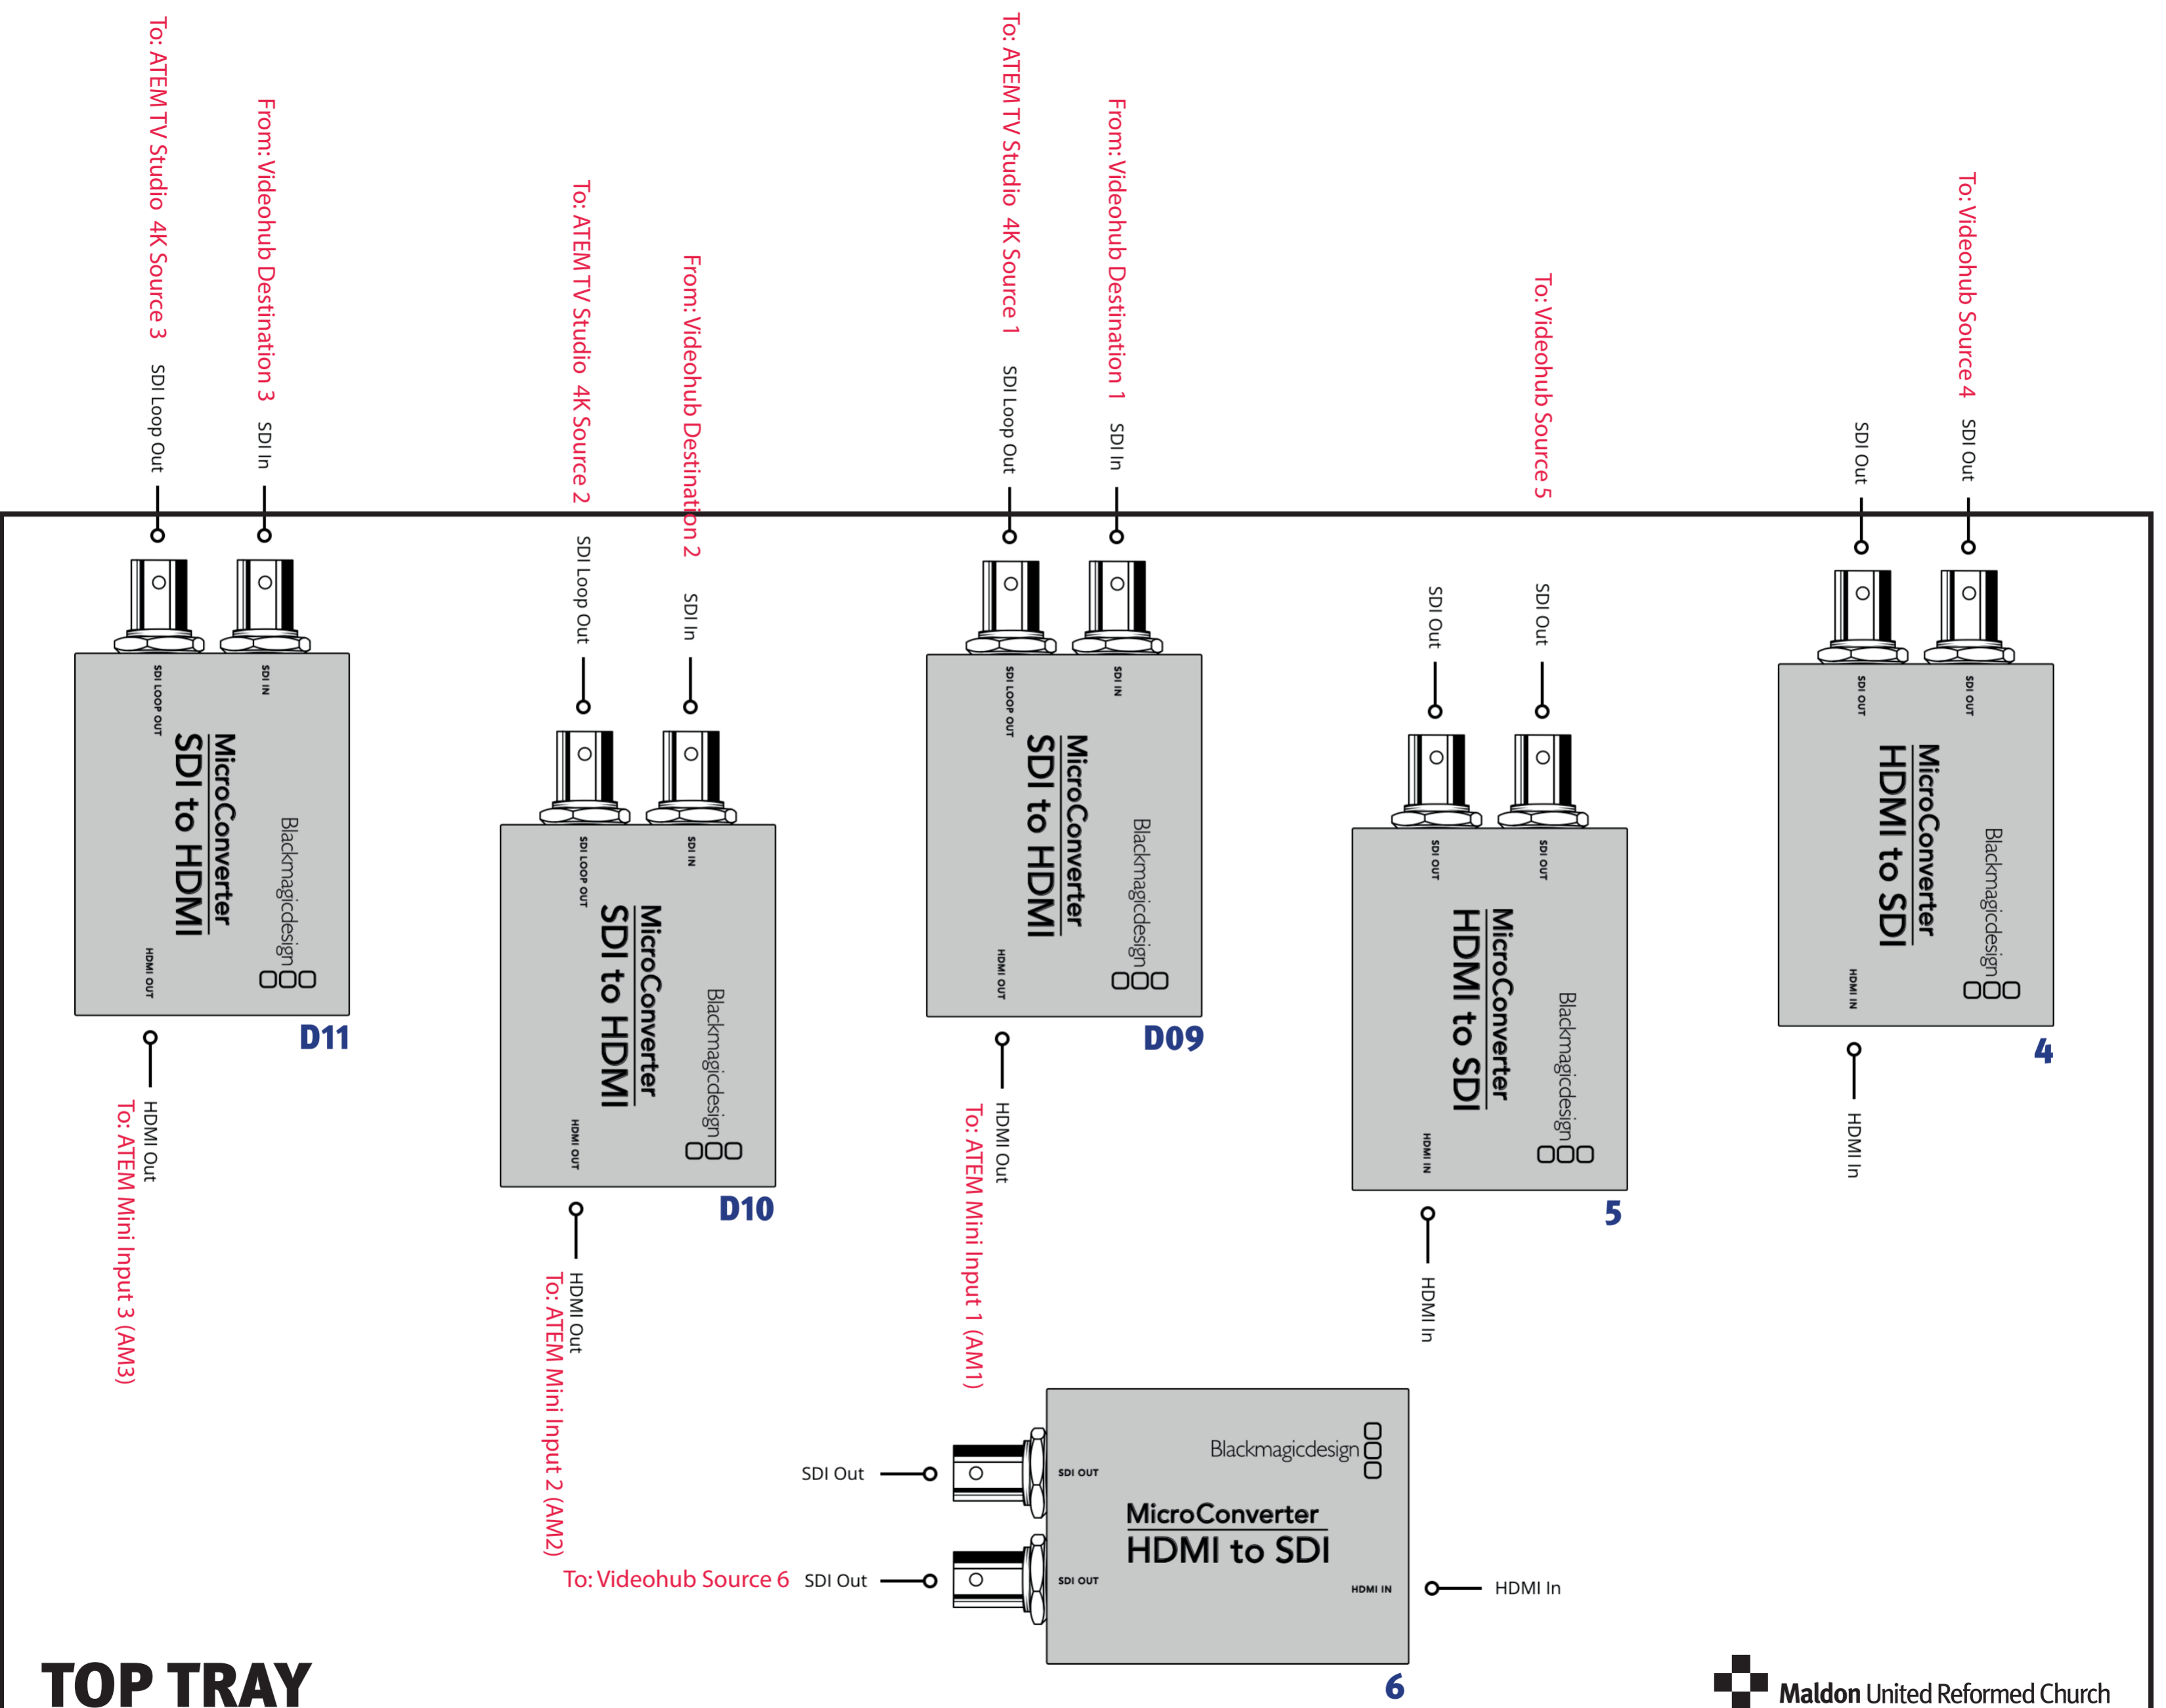 To: ATEM TV Studio 4K Source 3
SDI Loop Out
From: Videohub Destination 3
SDI In
SDI LOOP OUT
SDI IN
MicroConverter
SDI to HDMI
Blackmagicdesign
HDMI OUT
D11
HDMI Out
To: ATEM Mini Input 3 (AM3)
To: ATEM TV Studio 4K Source 2
SDI Loop Out
From: Videohub Destination 2
SDI In
SDI LOOP OUT
SDI IN
MicroConverter
SDI to HDMI
Blackmagicdesign
HDMI OUT
D10
HDMI Out
To: ATEM Mini Input 2 (AM2)
To: ATEM TV Studio 4K Source 1
SDI Loop Out
From: Videohub Destination 1
SDI In
SDI LOOP OUT
SDI IN
MicroConverter
SDI to HDMI
Blackmagicdesign
HDMI OUT
D09
HDMI Out
To: ATEM Mini Input 1 (AM1)
To: Videohub Source 5
SDI Out
SDI Out
SDI OUT
SDI OUT
MicroConverter
HDMI to SDI
Blackmagicdesign
HDMI IN
5
HDMI In
To: Videohub Source 4
SDI Out
SDI Out
SDI OUT
SDI OUT
MicroConverter
HDMI to SDI
Blackmagicdesign
HDMI IN
4
HDMI In
SDI Out
SDI OUT
Blackmagicdesign
MicroConverter
HDMI to SDI
To: Videohub Source 6 SDI Out
SDI OUT
HDMI IN
HDMI In
6
TOP TRAY
Maldon United Reformed Church